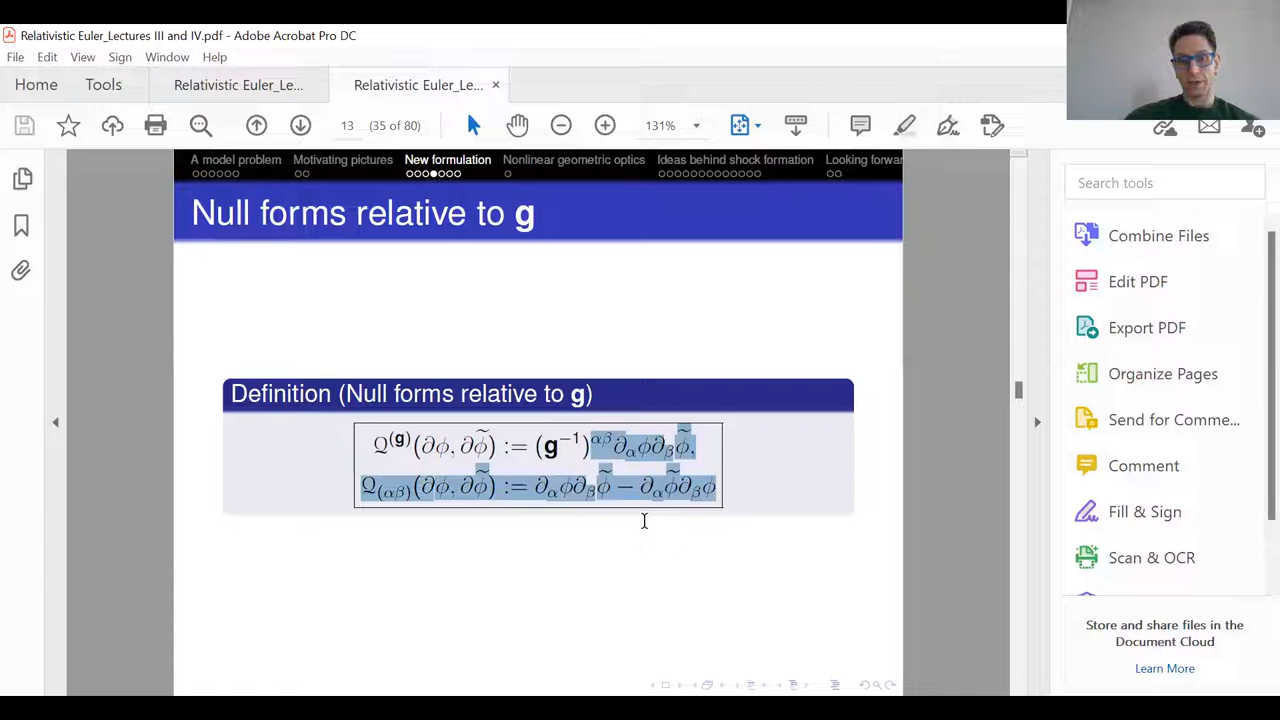 Relativistic Euler_Lectures III and IV.pdf - Adobe Acrobat Pro DC
File Edit View Sign Window Help
Home Tools Relativistic Euler_Le... Relativistic Euler_Le... ×
13 (35 of 80) 131%
A model problem Motivating pictures New formulation Nonlinear geometric optics Ideas behind shock formation Looking forwar
Null forms relative to g
Definition (Null forms relative to g)
𝒬^(g)(∂ϕ, ∂ϕ̃) := (g⁻¹)^{αβ}∂_αϕ∂_βϕ̃,
𝒬_(αβ)(∂ϕ, ∂ϕ̃) := ∂_αϕ∂_βϕ̃ − ∂_αϕ̃∂_βϕ
Search tools
Combine Files
Edit PDF
Export PDF
Organize Pages
Send for Comme...
Comment
Fill & Sign
Scan & OCR
Store and share files in the
Document Cloud
Learn More